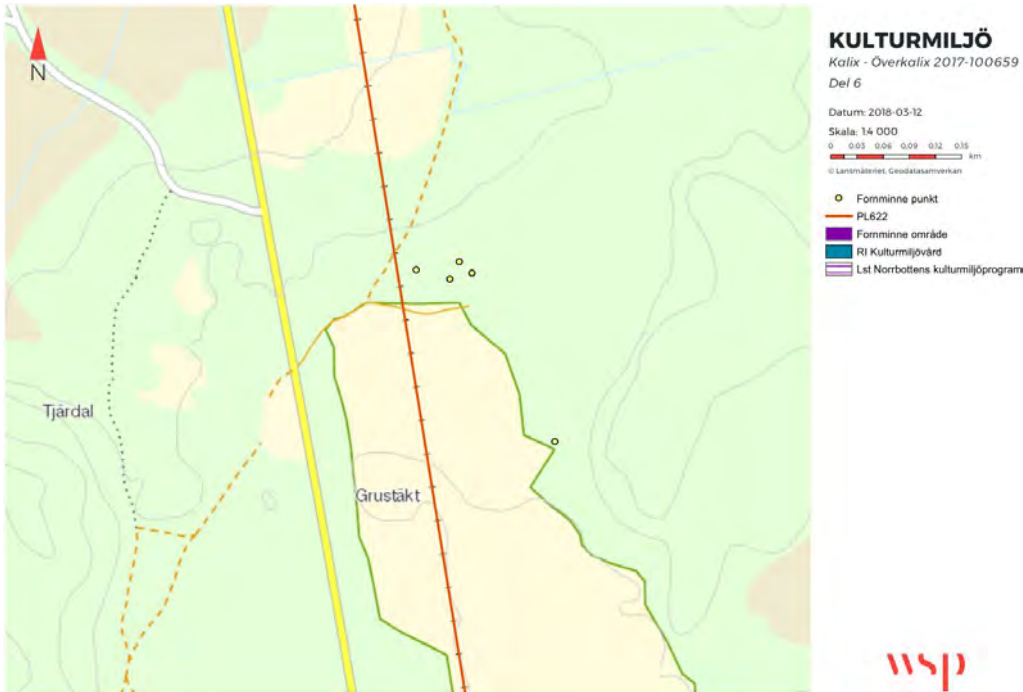 N
Tjärdal
Grustäkt
KULTURMILJÖ
Kalix - Överkalix 2017-100659
Del 6
Datum: 2018-03-12
Skala: 1:4 000
0 0,03 0,06 0,09 0,12 0,15
km
© Lantmäteriet, Geodatasamverkan
Fornminne punkt
PL622
Fornminne område
RI Kulturmiljövård
Lst Norrbottens kulturmiljöprogram
wsp